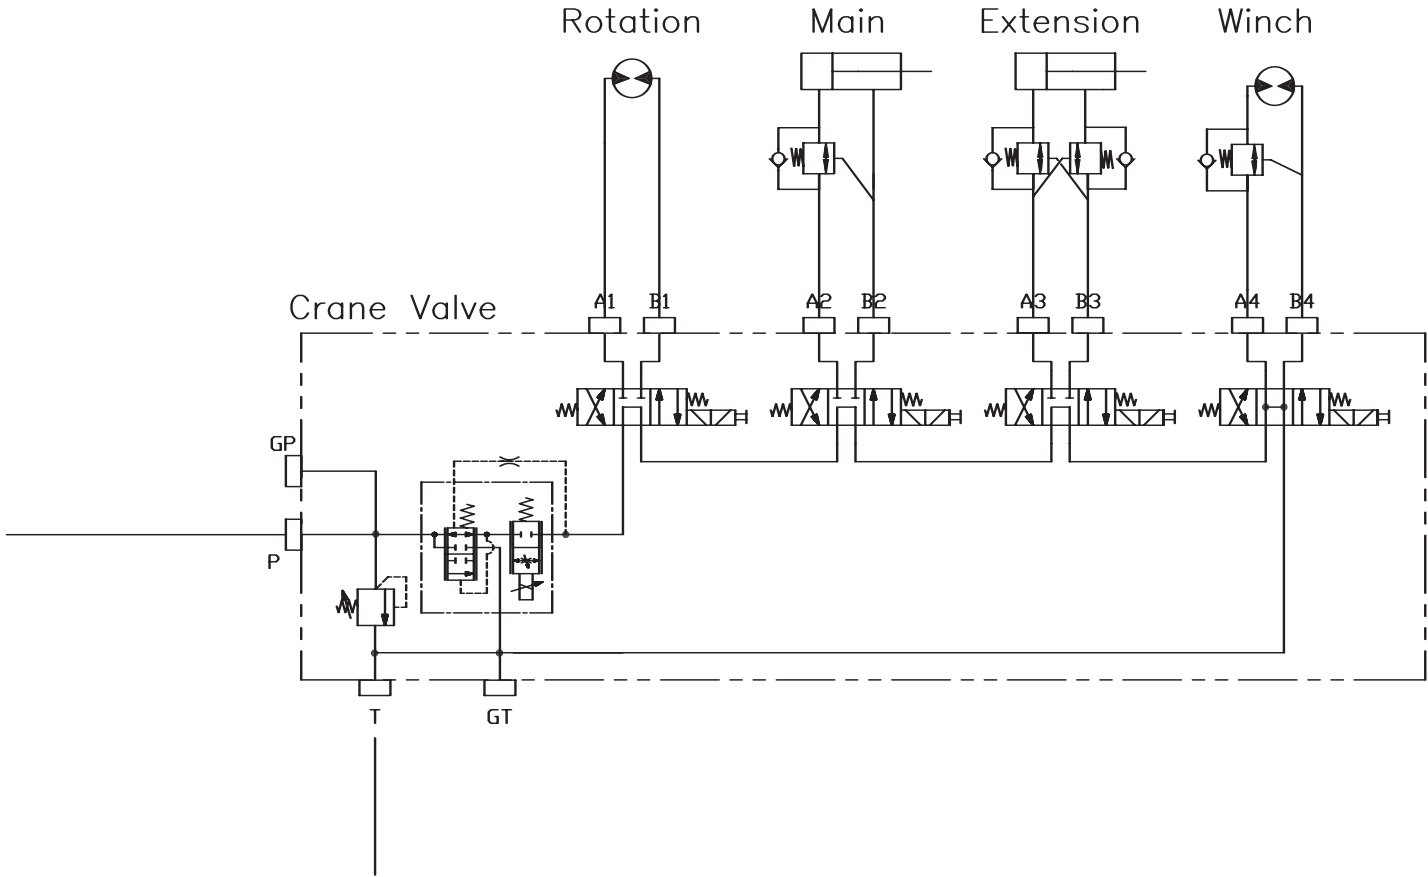 Rotation Main Extension Winch
Crane Valve
A1 B1 A2 B2 A3 B3 A4 B4
GP
P
T GT